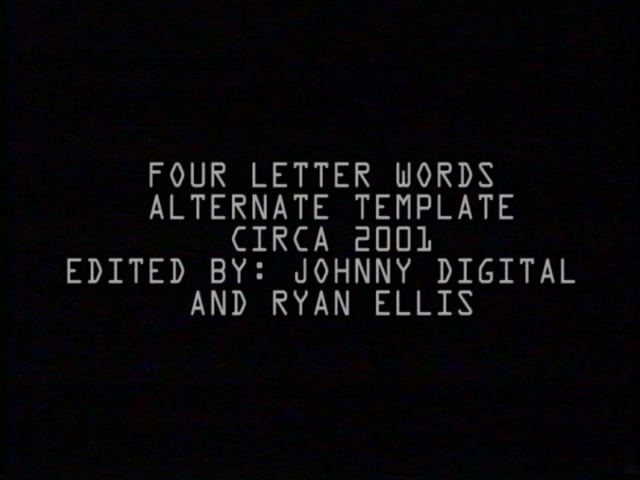 FOUR LETTER WORDS
ALTERNATE TEMPLATE
CIRCA 2001
EDITED BY: JOHNNY DIGITAL
AND RYAN ELLIS